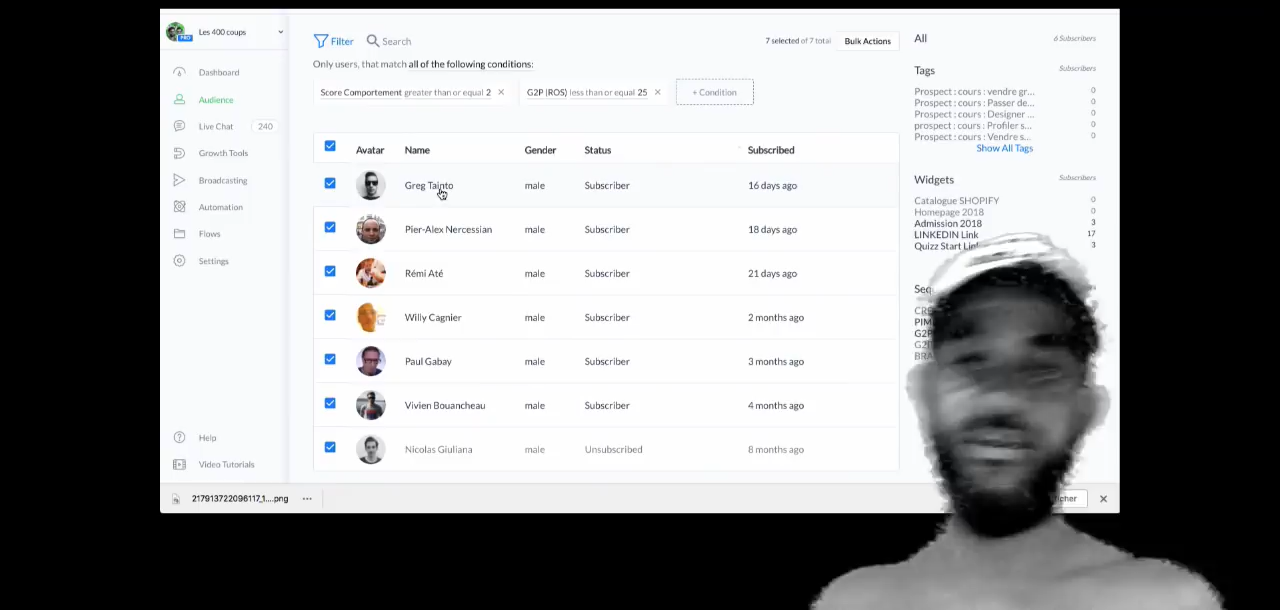 Les 400 coups
PRO
Dashboard
Audience
Live Chat 240
Growth Tools
Broadcasting
Automation
Flows
Settings
Help
Video Tutorials
Filter Search
7 selected of 7 total Bulk Actions
Only users, that match all of the following conditions:
Score Comportement greater than or equal 2
G2P (ROS) less than or equal 25
+ Condition
Avatar Name Gender Status Subscribed
Greg Tainto male Subscriber 16 days ago
Pier-Alex Nercessian male Subscriber 18 days ago
Rémi Até male Subscriber 21 days ago
Willy Cagnier male Subscriber 2 months ago
Paul Gabay male Subscriber 3 months ago
Vivien Bouancheau male Subscriber 4 months ago
Nicolas Giuliana male Unsubscribed 8 months ago
All 6 Subscribers
Tags Subscribers
Prospect : cours : vendre gr... 0
Prospect : cours : Passer de... 0
Prospect : cours : Designer ... 0
prospect : cours : Profiler s... 0
Prospect : cours : Vendre s... 0
Show All Tags
Widgets Subscribers
Catalogue SHOPIFY 0
Homepage 2018 0
Admission 2018 3
LINKEDIN Link 17
Quizz Start Lin 3
217913722096117_1....png